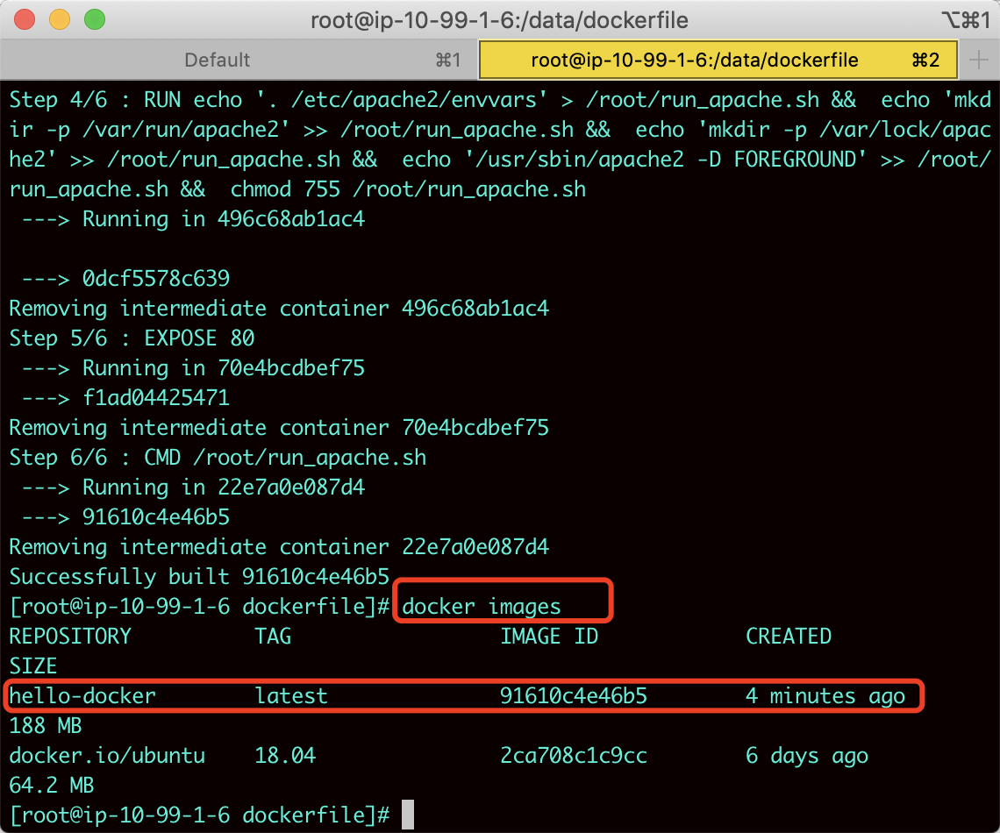 root@ip-10-99-1-6:/data/dockerfile ⌥⌘1
Default ⌘1 root@ip-10-99-1-6:/data/dockerfile ⌘2 +
Step 4/6 : RUN echo '. /etc/apache2/envvars' > /root/run_apache.sh &&  echo 'mkd
ir -p /var/run/apache2' >> /root/run_apache.sh &&  echo 'mkdir -p /var/lock/apac
he2' >> /root/run_apache.sh &&  echo '/usr/sbin/apache2 -D FOREGROUND' >> /root/
run_apache.sh &&  chmod 755 /root/run_apache.sh
 ---> Running in 496c68ab1ac4
 ---> 0dcf5578c639
Removing intermediate container 496c68ab1ac4
Step 5/6 : EXPOSE 80
 ---> Running in 70e4bcdbef75
 ---> f1ad04425471
Removing intermediate container 70e4bcdbef75
Step 6/6 : CMD /root/run_apache.sh
 ---> Running in 22e7a0e087d4
 ---> 91610c4e46b5
Removing intermediate container 22e7a0e087d4
Successfully built 91610c4e46b5
[root@ip-10-99-1-6 dockerfile]# docker images
REPOSITORY          TAG                 IMAGE ID            CREATED
SIZE
hello-docker        latest              91610c4e46b5        4 minutes ago
188 MB
docker.io/ubuntu    18.04               2ca708c1c9cc        6 days ago
64.2 MB
[root@ip-10-99-1-6 dockerfile]#